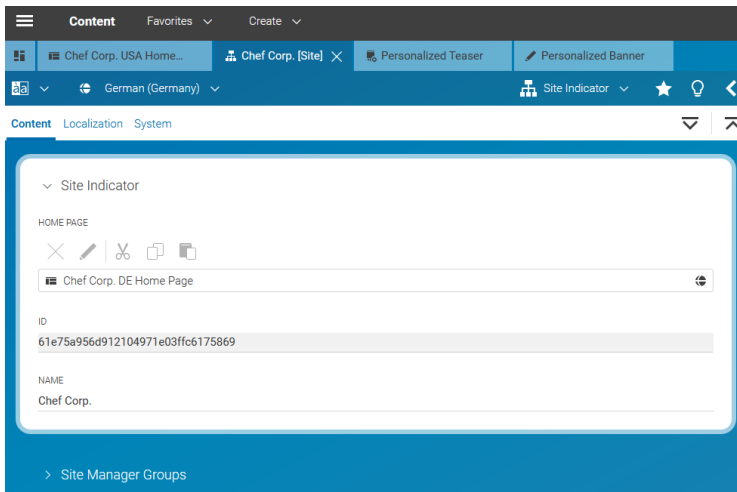 Content Favorites Create
Chef Corp. USA Home... Chef Corp. [Site] Personalized Teaser Personalized Banner
àa German (Germany) Site Indicator
Content Localization System
Site Indicator
HOME PAGE
Chef Corp. DE Home Page
ID
61e75a956d912104971e03ffc6175869
NAME
Chef Corp.
Site Manager Groups